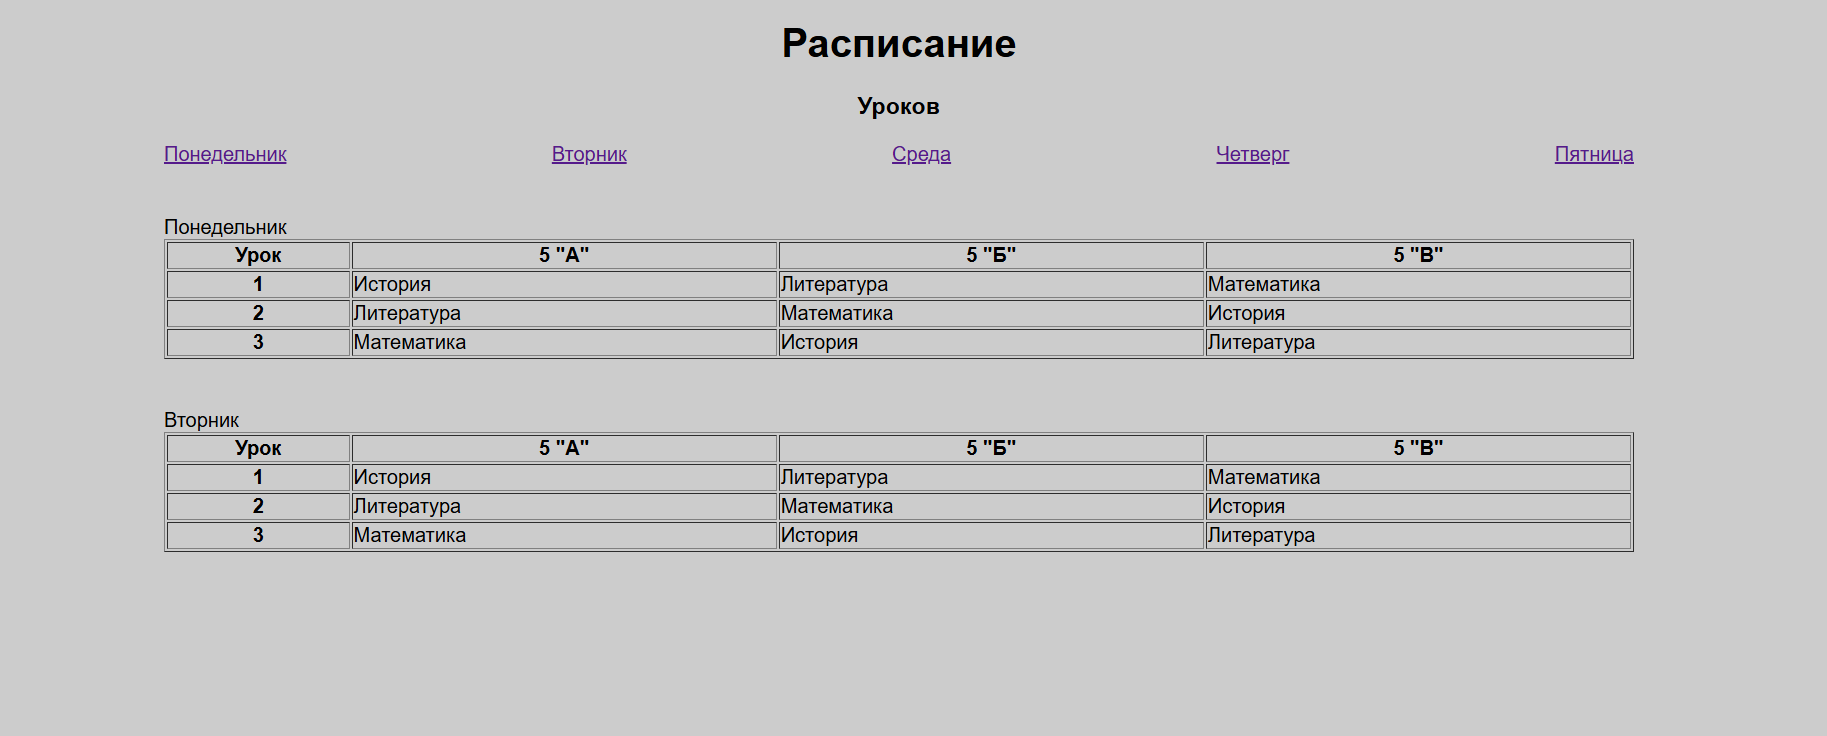 Расписание
Уроков
Понедельник Вторник Среда Четверг Пятница
Понедельник
Урок 5 "А" 5 "Б" 5 "В"
1 История Литература Математика
2 Литература Математика История
3 Математика История Литература
Вторник
Урок 5 "А" 5 "Б" 5 "В"
1 История Литература Математика
2 Литература Математика История
3 Математика История Литература